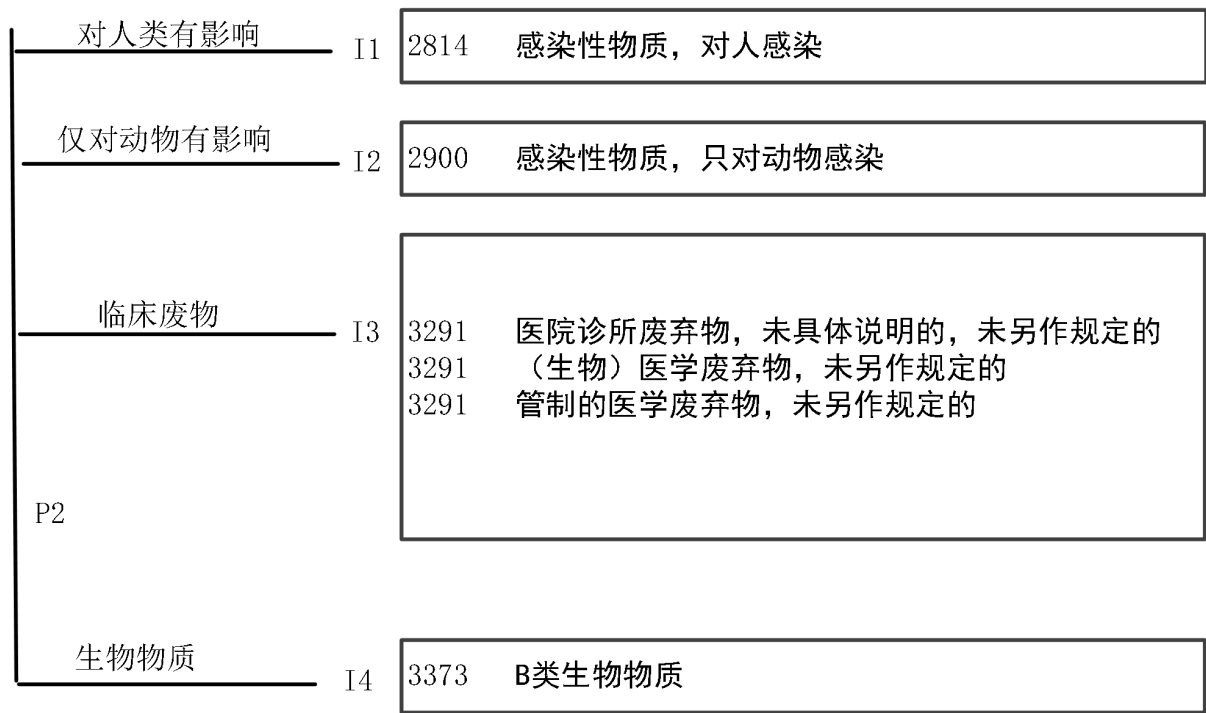 对人类有影响 I1 2814 感染性物质，对人感染
仅对动物有影响 I2 2900 感染性物质，只对动物感染
临床废物 I3 3291 医院诊所废弃物，未具体说明的，未另作规定的
3291 （生物）医学废弃物，未另作规定的
3291 管制的医学废弃物，未另作规定的
P2
生物物质 I4 3373 B类生物物质